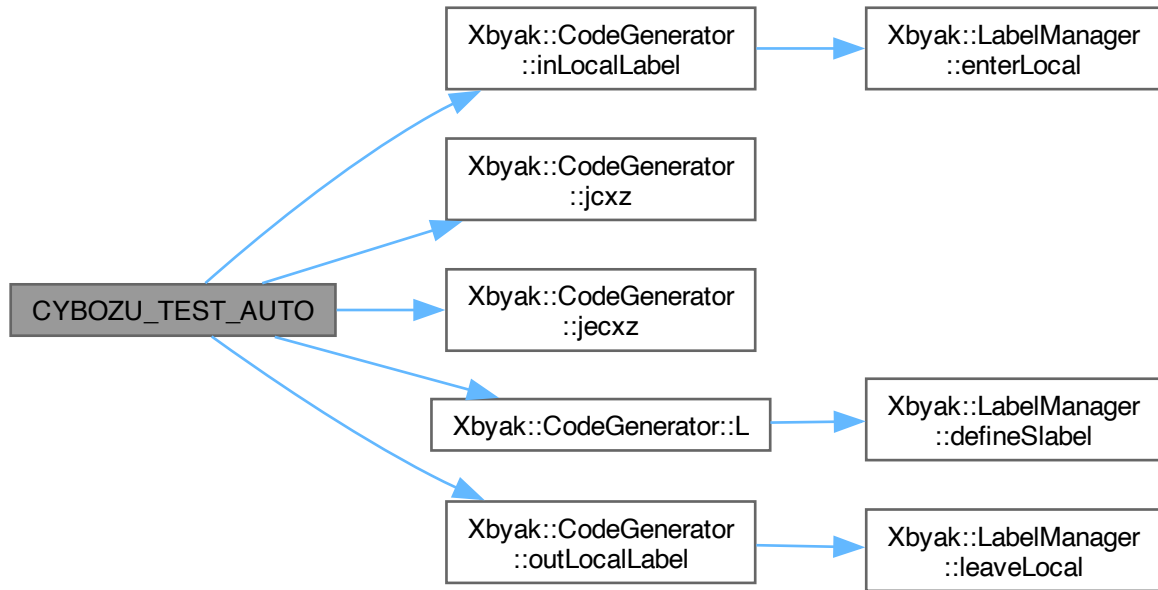 Xbyak::CodeGenerator
::inLocalLabel
Xbyak::LabelManager
::enterLocal
Xbyak::CodeGenerator
::jcxz
CYBOZU_TEST_AUTO
Xbyak::CodeGenerator
::jecxz
Xbyak::CodeGenerator::L
Xbyak::LabelManager
::defineSlabel
Xbyak::CodeGenerator
::outLocalLabel
Xbyak::LabelManager
::leaveLocal